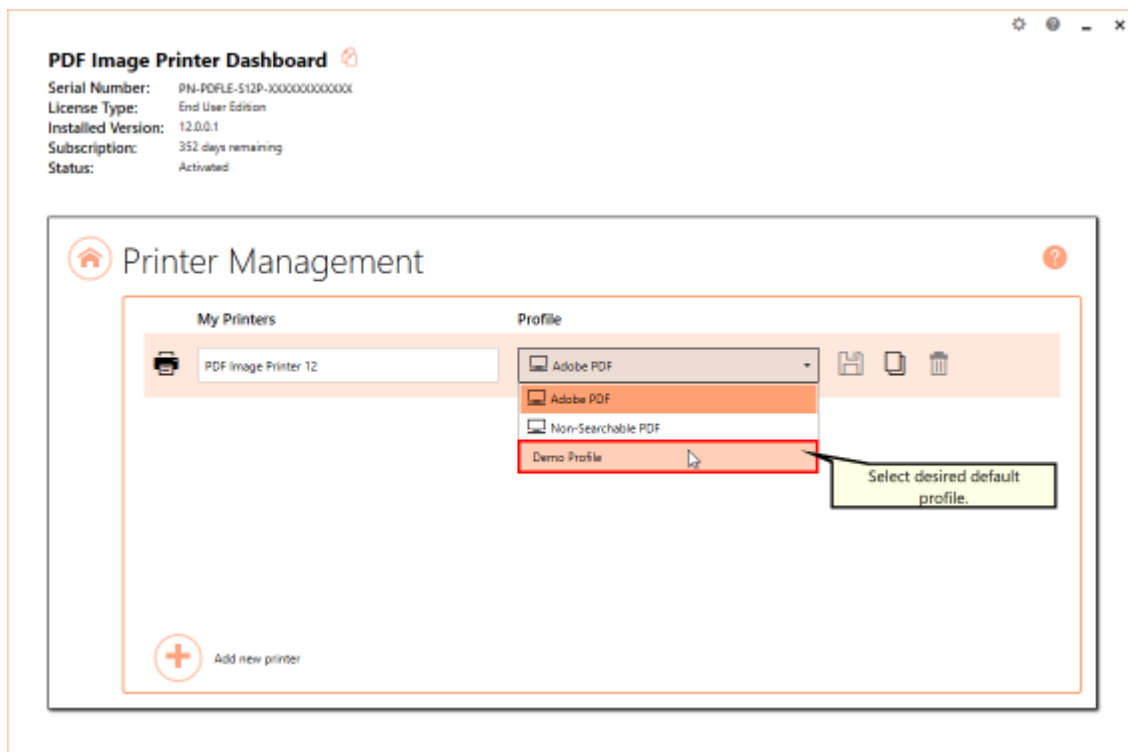 PDF Image Printer Dashboard
Serial Number: PN-PDFLE-S12P-XXXXXXXXXXXX
License Type: End User Edition
Installed Version: 12.0.0.1
Subscription: 352 days remaining
Status: Activated
Printer Management
?
My Printers Profile
PDF Image Printer 12 Adobe PDF
Adobe PDF
Non-Searchable PDF
Demo Profile
Select desired default
profile.
Add new printer